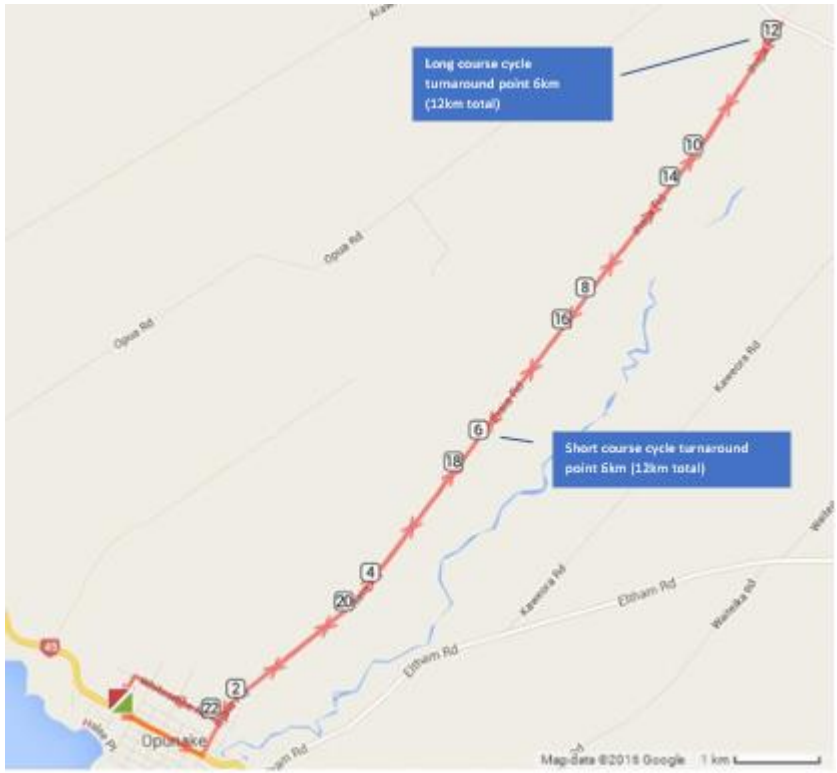 12
Long course cycle
turnaround point 6km
(12km total)
10
14
Opua Rd
8
16
Opua Rd
Kaweora Rd
6
Short course cycle turnaround
point 6km (12km total)
18
4
20
Kaweora Rd
Eltham Rd
Waiteika Rd
Eltham Rd
45
2
22
Opunake
Map data ©2016 Google 1 km